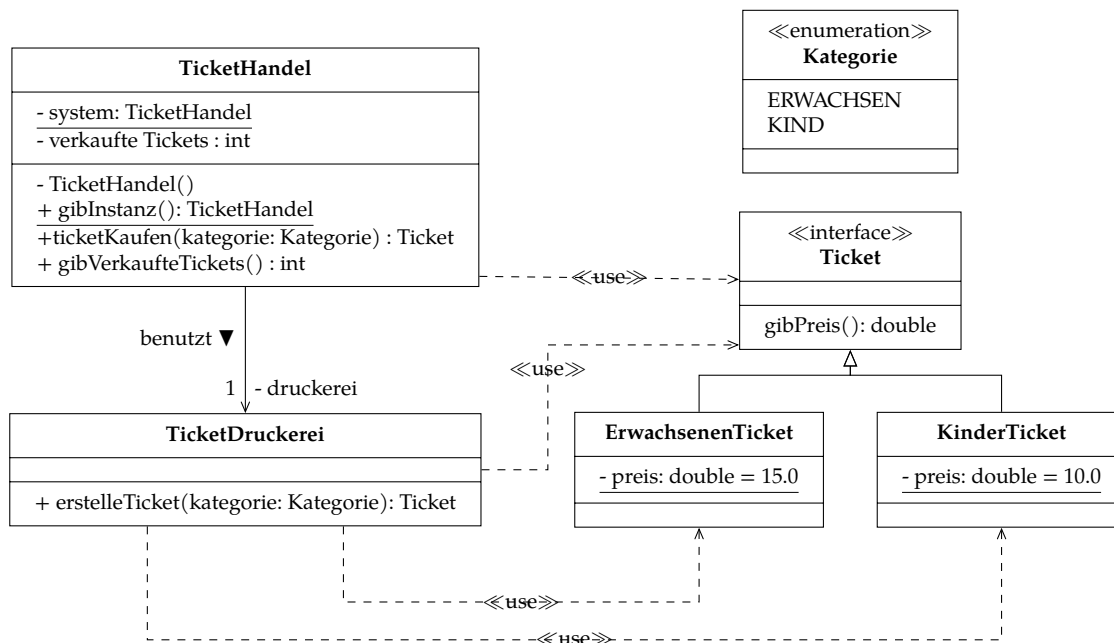 TicketHandel
- system: TicketHandel
- verkaufte Tickets : int
- TicketHandel()
+ gibInstanz(): TicketHandel
+ticketKaufen(kategorie: Kategorie) : Ticket
+ gibVerkaufteTickets() : int
≪enumeration≫
Kategorie
ERWACHSEN
KIND
≪interface≫
Ticket
gibPreis(): double
≪use≫
benutzt ▼
1 - druckerei
≪use≫
TicketDruckerei
+ erstelleTicket(kategorie: Kategorie): Ticket
ErwachsenenTicket
- preis: double = 15.0
KinderTicket
- preis: double = 10.0
≪use≫
≪use≫